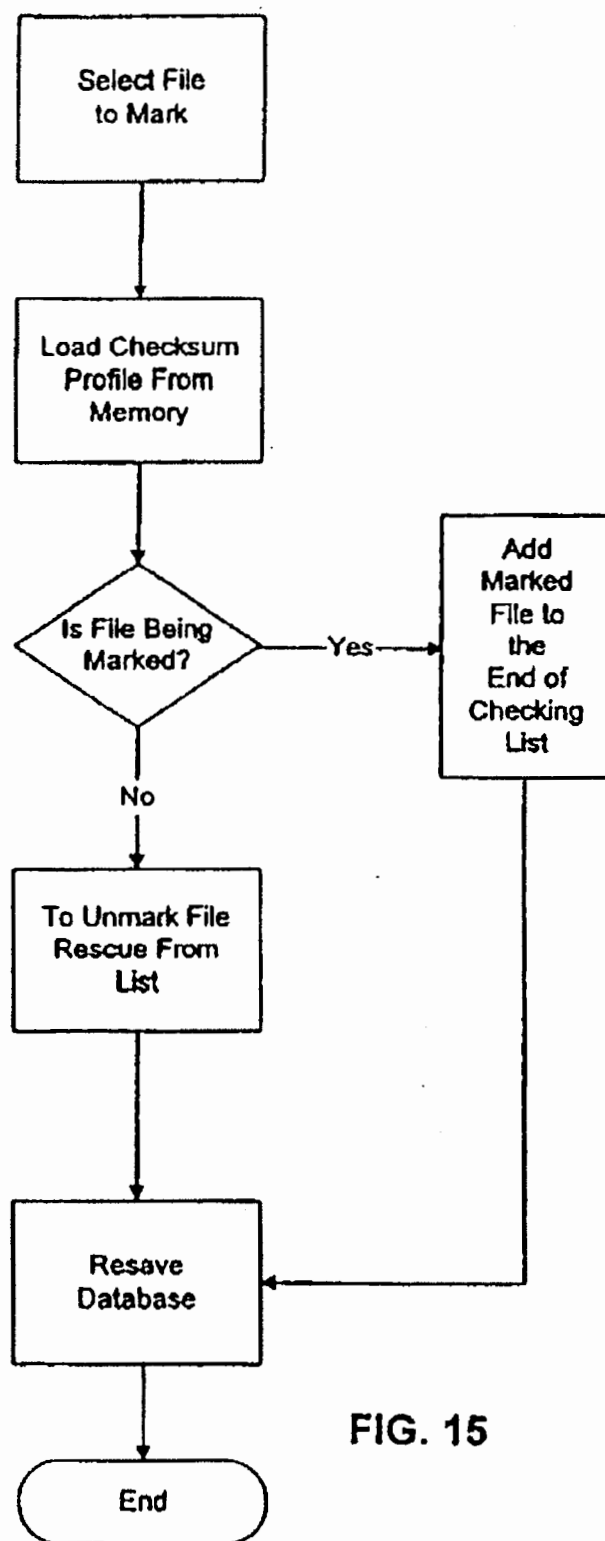 Select File
to Mark
Load Checksum
Profile From
Memory
Is File Being
Marked?
Yes
Add
Marked
File to
the
End of
Checking
List
No
To Unmark File
Rescue From
List
Resave
Database
End
FIG. 15